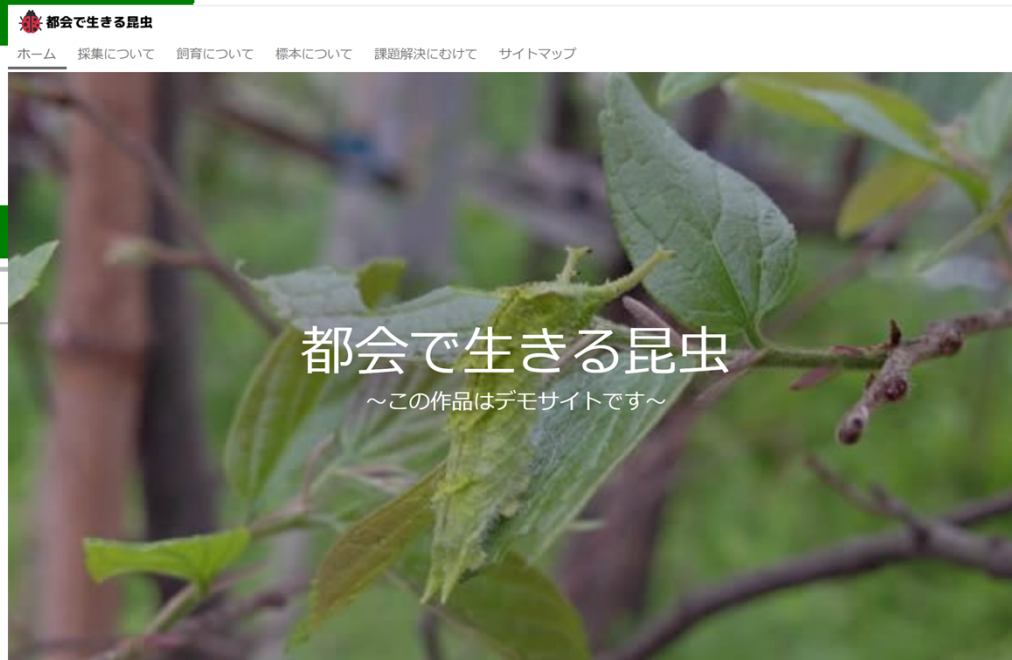 都会で生きる昆虫
ホーム 採集について 飼育について 標本について 課題解決にむけて サイトマップ
都会で生きる昆虫
～この作品はデモサイトです～